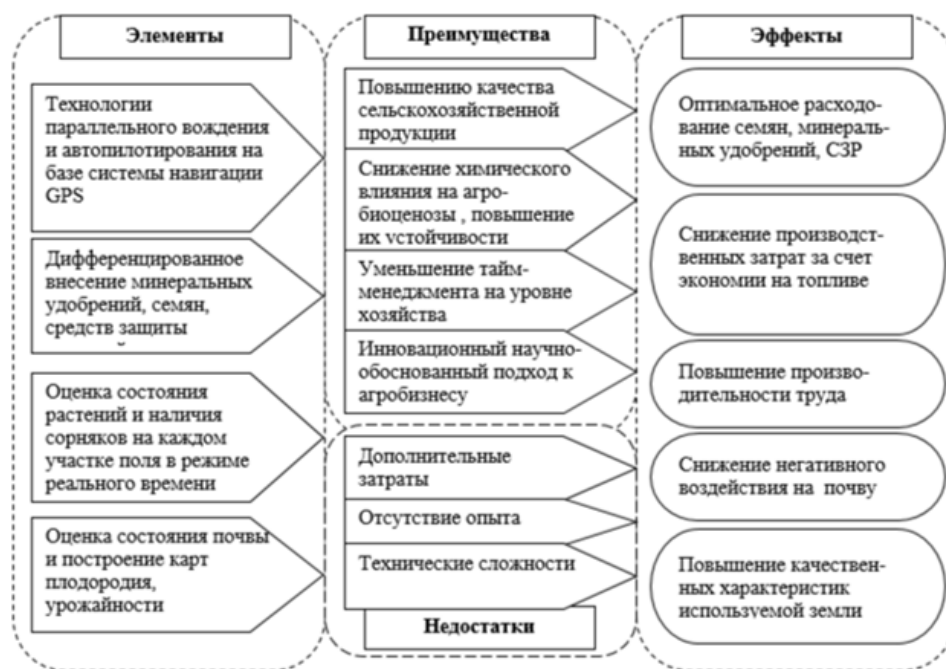 Элементы
Технологии
параллельного вождения
и автопилотирования на
базе системы навигации
GPS
Дифференцированное
внесение минеральных
удобрений, семян,
средств защиты
Оценка состояния
растений и наличия
сорняков на каждом
участке поля в режиме
реального времени
Оценка состояния почвы
и построение карт
плодородия,
урожайности
Преимущества
Повышению качества
сельскохозяйственной
продукции
Снижение химического
влияния на агро-
биоценозы , повышение
их устойчивости
Уменьшение тайм-
менеджмента на уровне
хозяйства
Инновационный научно-
обоснованный подход к
агробизнесу
Дополнительные
затраты
Отсутствие опыта
Технические сложности
Недостатки
Эффекты
Оптимальное расходо-
вание семян, минераль-
ных удобрений, СЗР
Снижение производст-
венных затрат за счет
экономии на топливе
Повышение произво-
дительности труда
Снижение негативного
воздействия на почву
Повышение качествен-
ных характеристик
используемой земли